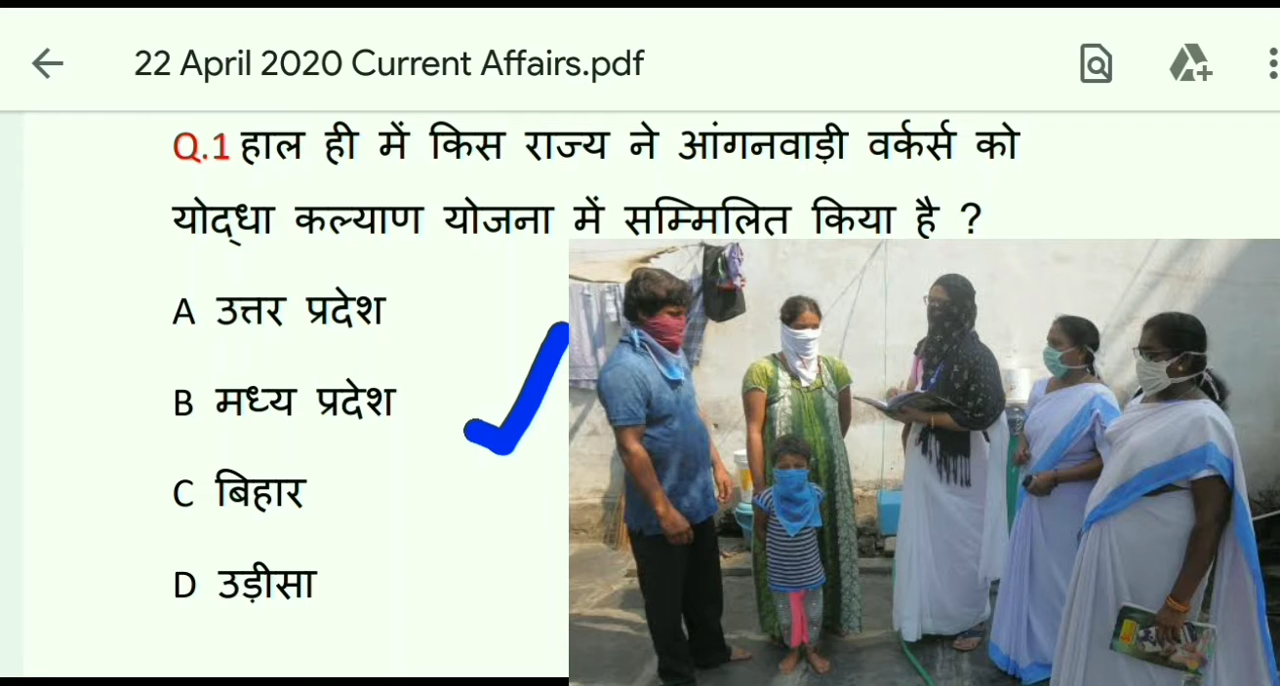 22 April 2020 Current Affairs.pdf
Q.1 हाल ही में किस राज्य ने आंगनवाड़ी वर्कर्स को
योद्धा कल्याण योजना में सम्मिलित किया है ?
A उत्तर प्रदेश
B मध्य प्रदेश
C बिहार
D उड़ीसा